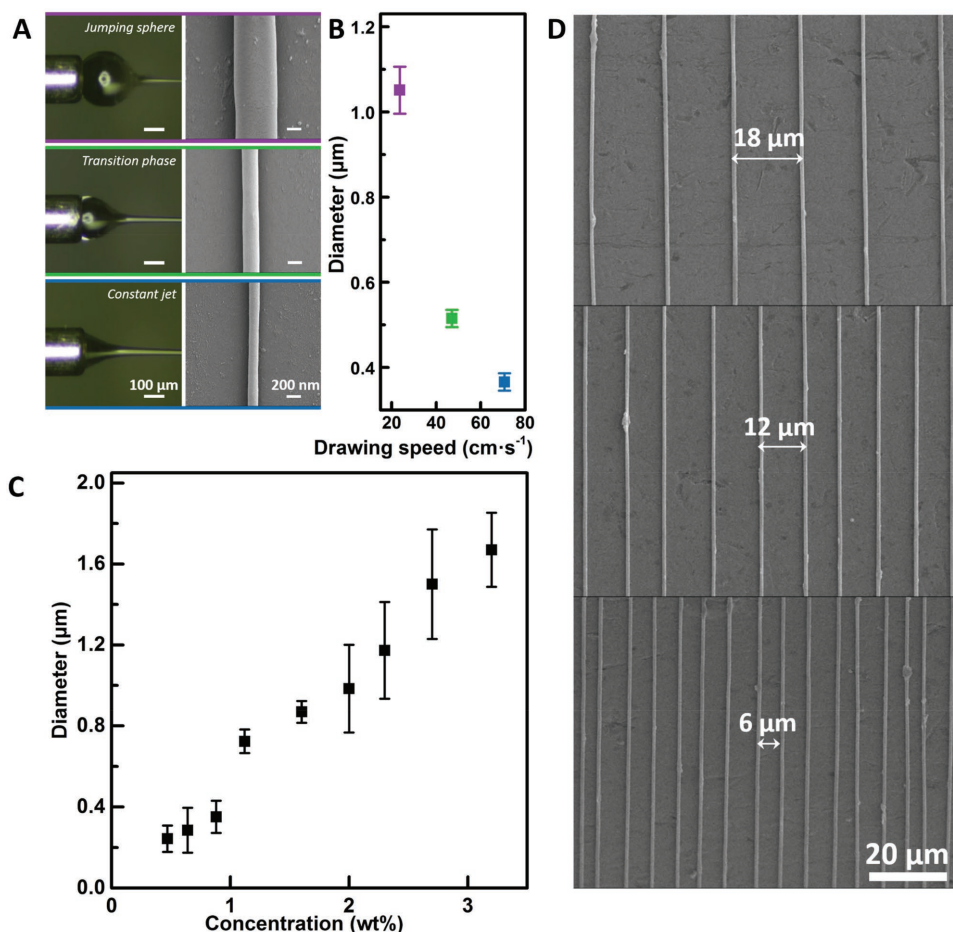 A
Jumping sphere
Transition phase
Constant jet
100 μm
200 nm
B
Diameter (μm)
1.2
1.0
0.8
0.6
0.4
20 40 60 80
Drawing speed (cm·s⁻¹)
C
Diameter (μm)
2.0
1.6
1.2
0.8
0.4
0.0
0 1 2 3
Concentration (wt%)
D
18 μm
12 μm
6 μm
20 μm